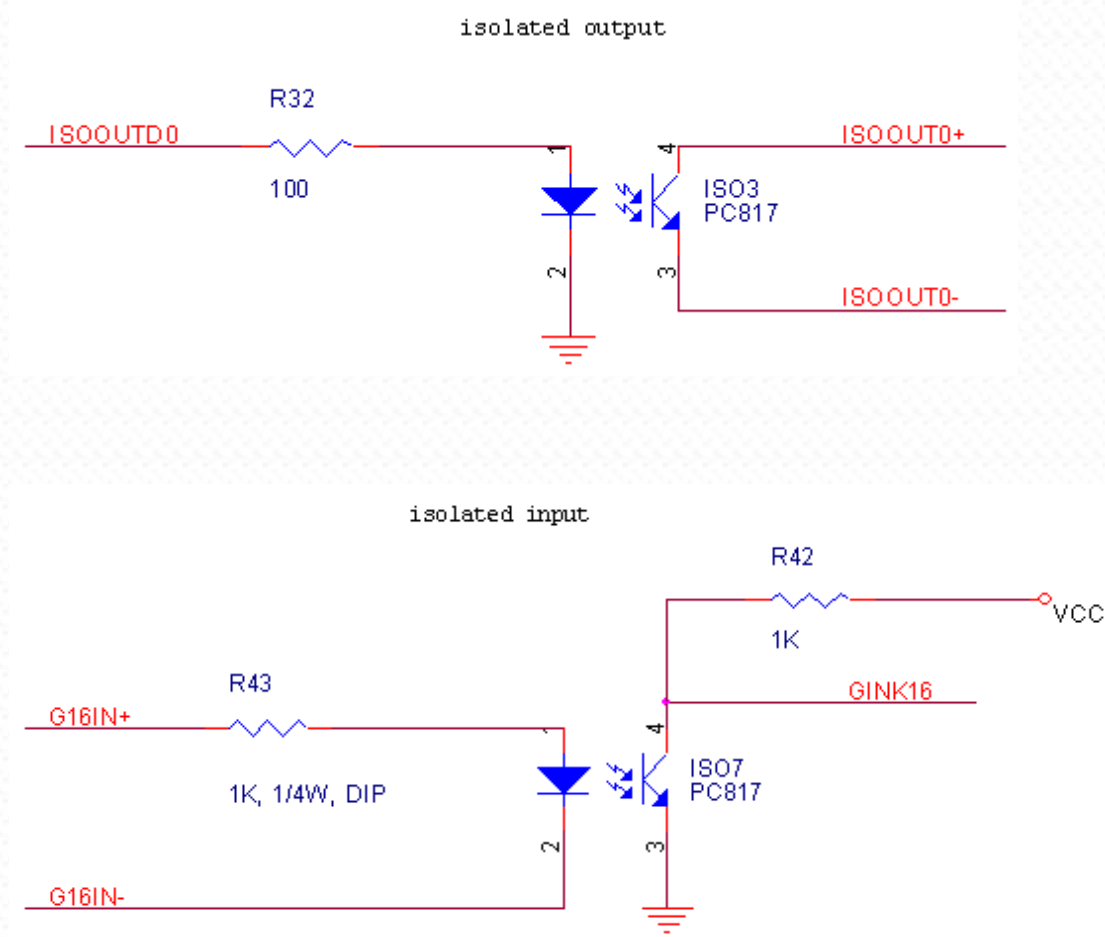 isolated output
R32
ISOOUTD0
100
1
4
ISOOUT0+
ISO3
PC817
2
3
ISOOUT0-
isolated input
R42
VCC
1K
R43
GINK16
G16IN+
1
4
1K, 1/4W, DIP
ISO7
PC817
2
3
G16IN-